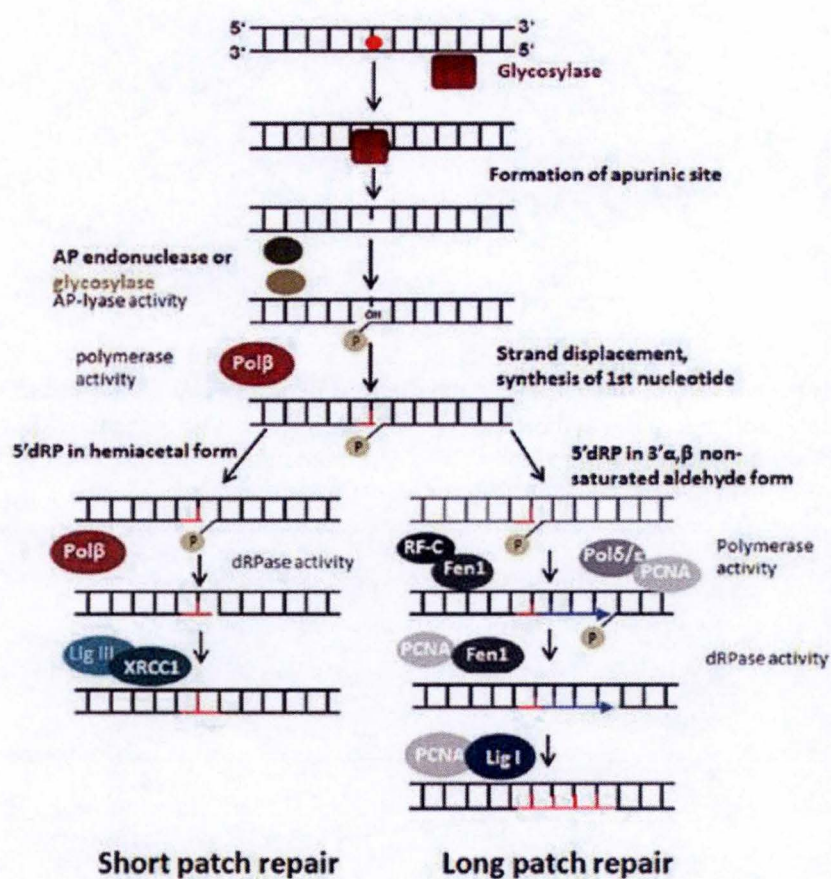 5' 3'
3' 5'
Glycosylase
Formation of apurinic site
AP endonuclease or
glycosylase
AP-lyase activity
OH
P
polymerase
activity
Polβ
Strand displacement,
synthesis of 1st nucleotide
P
5'dRP in hemiacetal form
P
Polβ
dRPase activity
Lig III
XRCC1
Short patch repair
5'dRP in 3'α,β non-
saturated aldehyde form
P
RF-C
Fen1
Polδ/ε
PCNA
Polymerase
activity
P
PCNA
Fen1
dRPase activity
PCNA
Lig I
Long patch repair